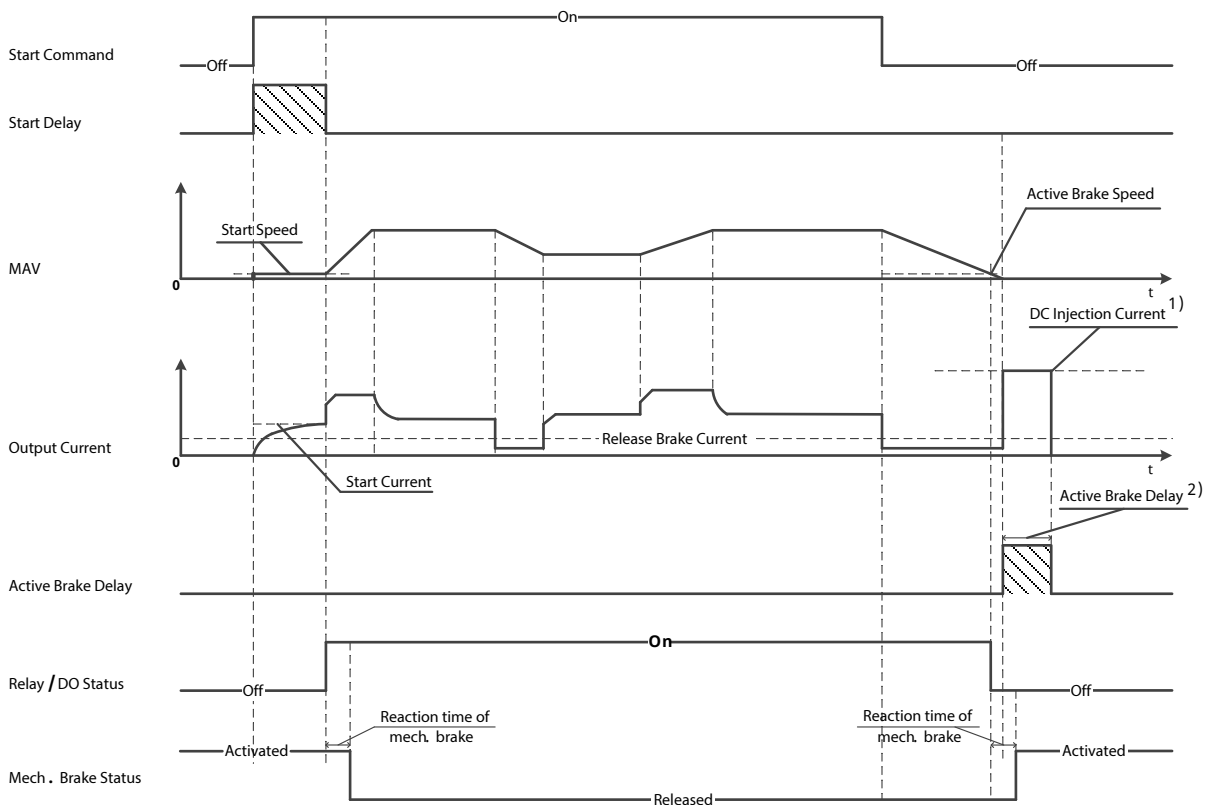 On
Start Command
Off
Off
Start Delay
Active Brake Speed
Start Speed
MAV
0
t
DC Injection Current 1)
Release Brake Current
Output Current
0
t
Start Current
Active Brake Delay 2)
Active Brake Delay
On
Relay / DO Status
Off
Off
Reaction time of
mech. brake
Reaction time of
mech. brake
Activated
Activated
Mech. Brake Status
Released